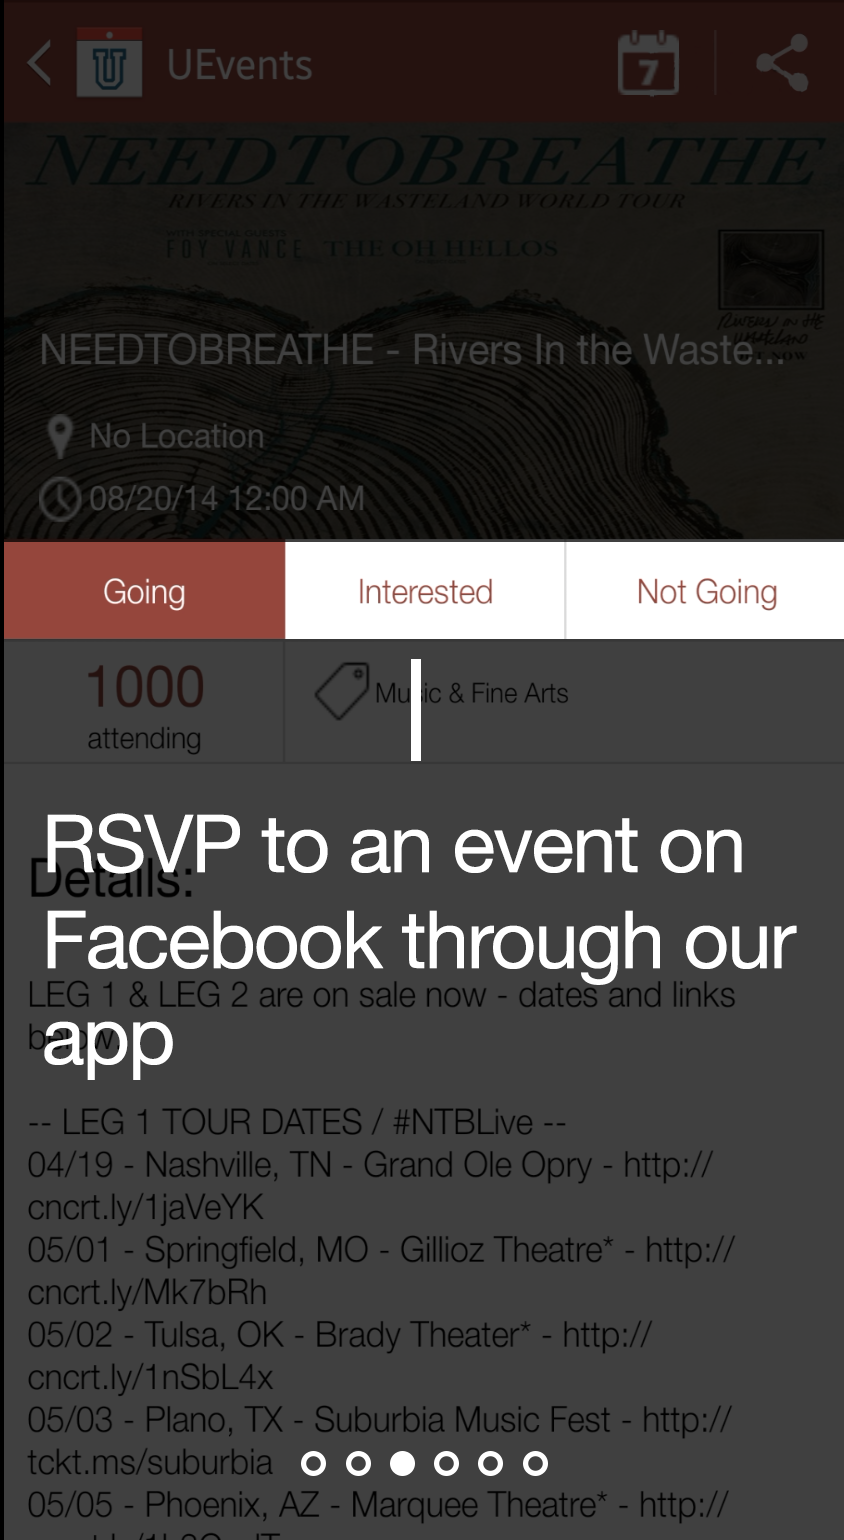 U
UEvents
7
NEEDTOBREATHE
RIVERS IN THE WASTELAND WORLD TOUR
WITH SPECIAL GUESTS
FOY VANCE THE OH HELLOS
RIVERS IN THE
WASTELAND
NOW
NEEDTOBREATHE - Rivers In the Waste...
No Location
08/20/14 12:00 AM
Going
Interested
Not Going
1000
attending
Music & Fine Arts
RSVP to an event on
Facebook through our
app
Details:
LEG 1 & LEG 2 are on sale now - dates and links
below.
-- LEG 1 TOUR DATES / #NTBLive --
04/19 - Nashville, TN - Grand Ole Opry - http://
cncrt.ly/1jaVeYK
05/01 - Springfield, MO - Gillioz Theatre* - http://
cncrt.ly/Mk7bRh
05/02 - Tulsa, OK - Brady Theater* - http://
cncrt.ly/1nSbL4x
05/03 - Plano, TX - Suburbia Music Fest - http://
tckt.ms/suburbia
05/05 - Phoenix, AZ - Marquee Theatre* - http://